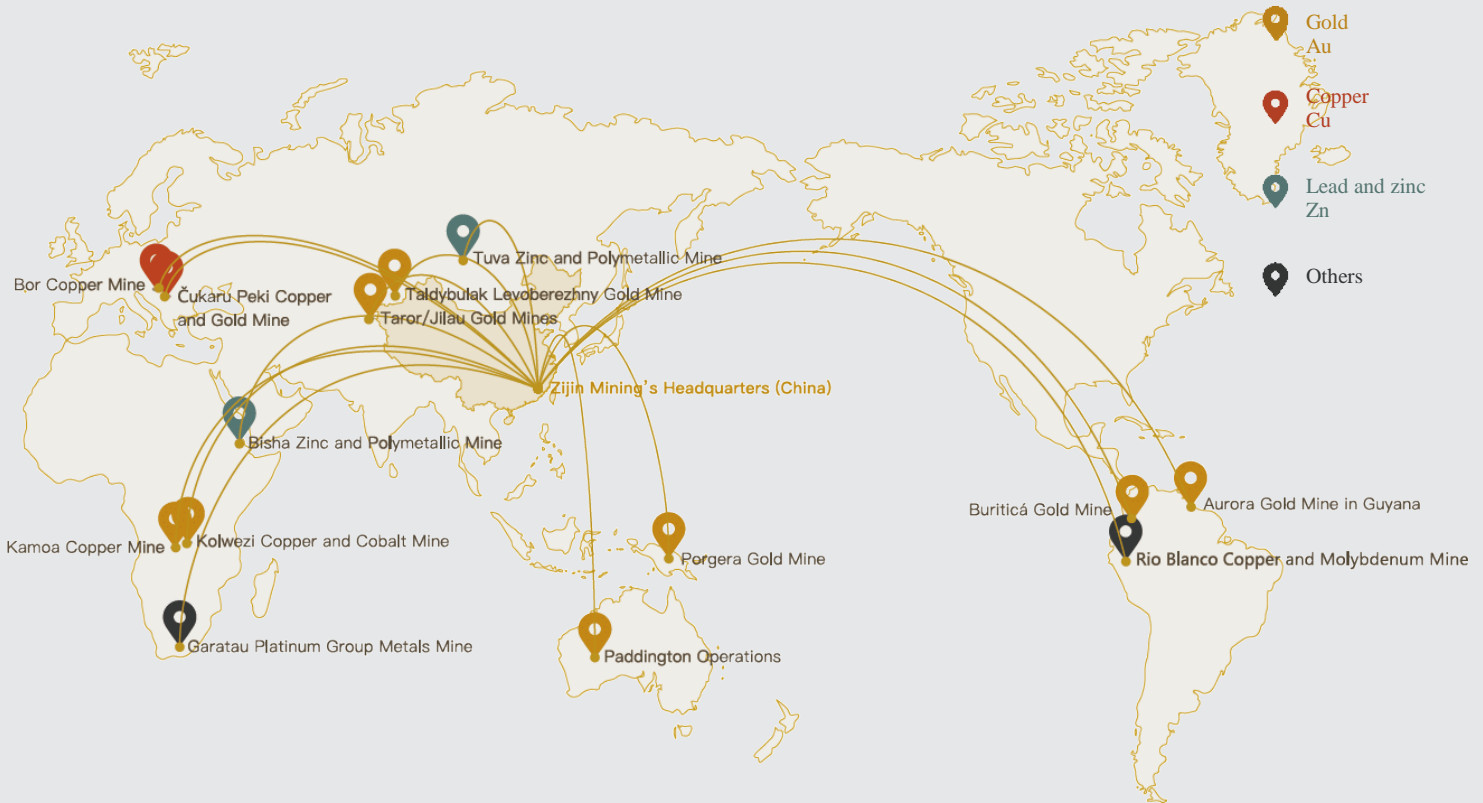 Gold
Au
Copper
Cu
Lead and zinc
Zn
Others
Tuva Zinc and Polymetallic Mine
Bor Copper Mine
Čukaru Peki Copper
and Gold Mine
Taldybulak Levoberezhny Gold Mine
Taror/Jilau Gold Mines
Zijin Mining's Headquarters (China)
Bisha Zinc and Polymetallic Mine
Buriticá Gold Mine
Aurora Gold Mine in Guyana
Kamoa Copper Mine
Kolwezi Copper and Cobalt Mine
Porgera Gold Mine
Rio Blanco Copper and Molybdenum Mine
Garatau Platinum Group Metals Mine
Paddington Operations